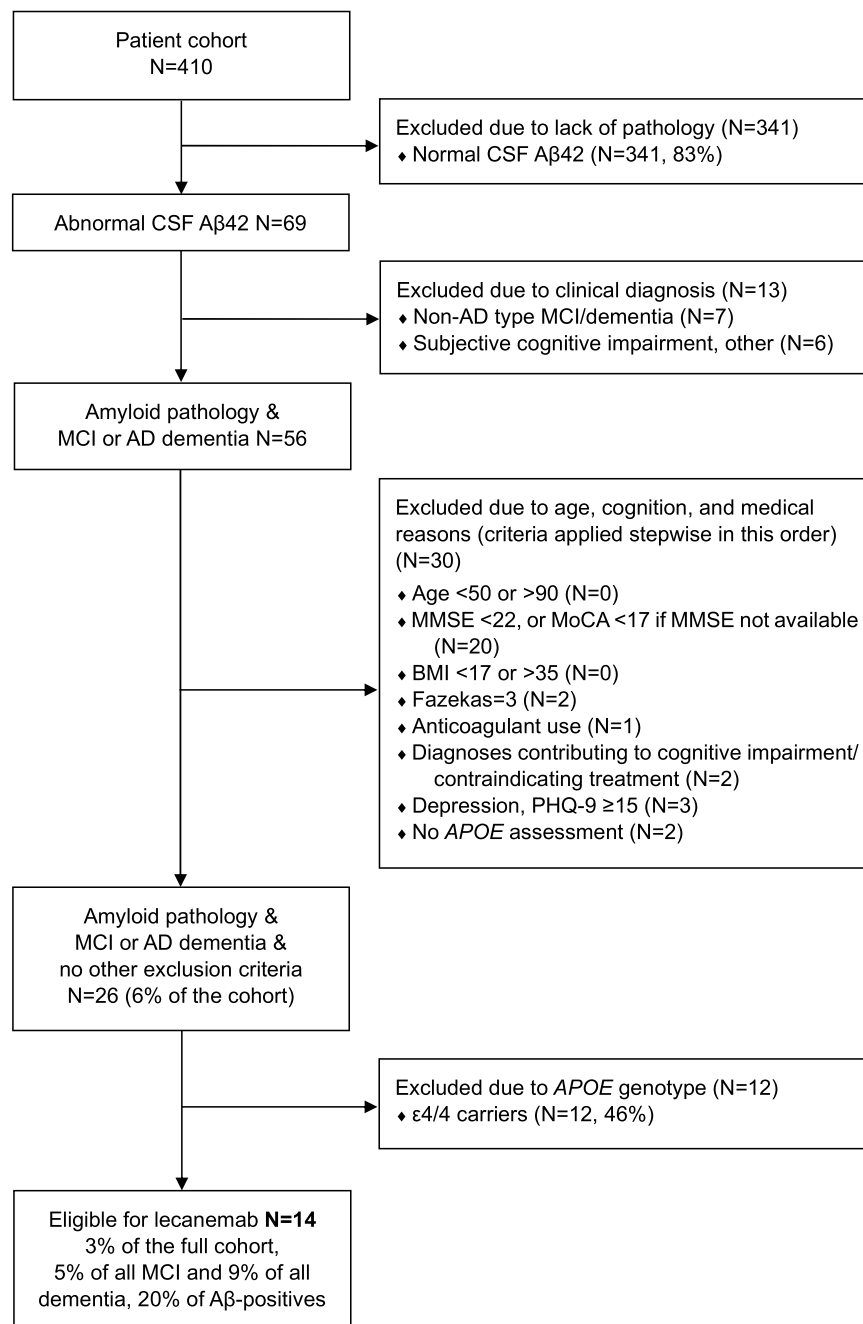 Patient cohort
N=410
Excluded due to lack of pathology (N=341)
♦ Normal CSF Aβ42 (N=341, 83%)
Abnormal CSF Aβ42 N=69
Excluded due to clinical diagnosis (N=13)
♦ Non-AD type MCI/dementia (N=7)
♦ Subjective cognitive impairment, other (N=6)
Amyloid pathology &
MCI or AD dementia N=56
Excluded due to age, cognition, and medical
reasons (criteria applied stepwise in this order)
(N=30)
♦ Age <50 or >90 (N=0)
♦ MMSE <22, or MoCA <17 if MMSE not available
(N=20)
♦ BMI <17 or >35 (N=0)
♦ Fazekas=3 (N=2)
♦ Anticoagulant use (N=1)
♦ Diagnoses contributing to cognitive impairment/
contraindicating treatment (N=2)
♦ Depression, PHQ-9 ≥15 (N=3)
♦ No APOE assessment (N=2)
Amyloid pathology &
MCI or AD dementia &
no other exclusion criteria
N=26 (6% of the cohort)
Excluded due to APOE genotype (N=12)
♦ ε4/4 carriers (N=12, 46%)
Eligible for lecanemab N=14
3% of the full cohort,
5% of all MCI and 9% of all
dementia, 20% of Aβ-positives